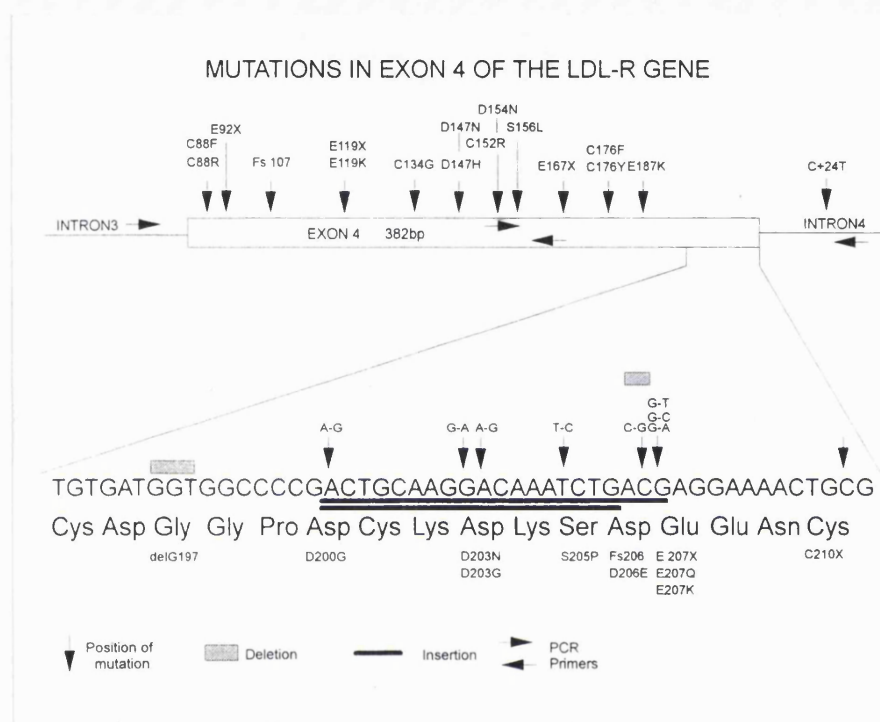 MUTATIONS IN EXON 4 OF THE LDL-R GENE
D154N
E92X D147N S156L
C88F E119X C152R C176F
C88R Fs 107 E119K C134G D147H E167X C176Y E187K C+24T
INTRON3 INTRON4
EXON 4 382bp
G-T
G-C
A-G G-A A-G T-C C-G G-A
TGTGATGGTGGCCCCGACTGCAAGGACAAATCTGACGAGGAAAACTGCG
Cys Asp Gly Gly Pro Asp Cys Lys Asp Lys Ser Asp Glu Glu Asn Cys
delG197 D200G D203N S205P Fs206 E 207X C210X
D203G D206E E207Q
E207K
Position of mutation Deletion Insertion PCR Primers